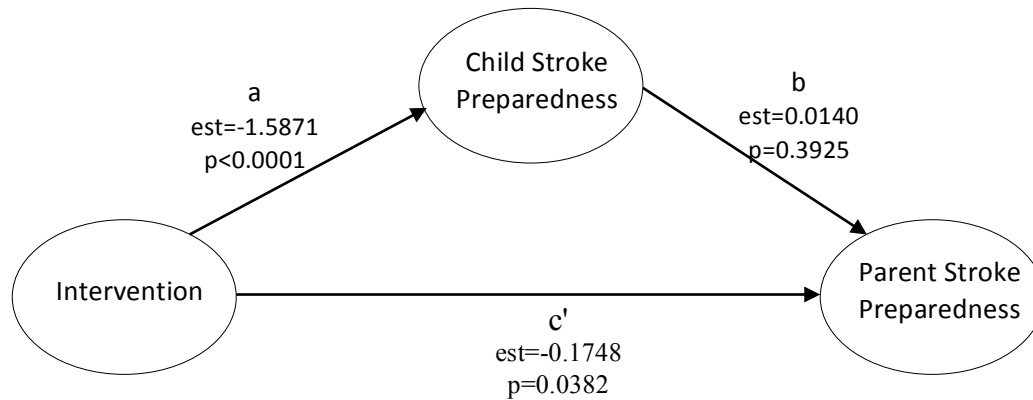 Child Stroke
Preparedness
a
est=-1.5871
p<0.0001
b
est=0.0140
p=0.3925
Intervention
Parent Stroke
Preparedness
c'
est=-0.1748
p=0.0382